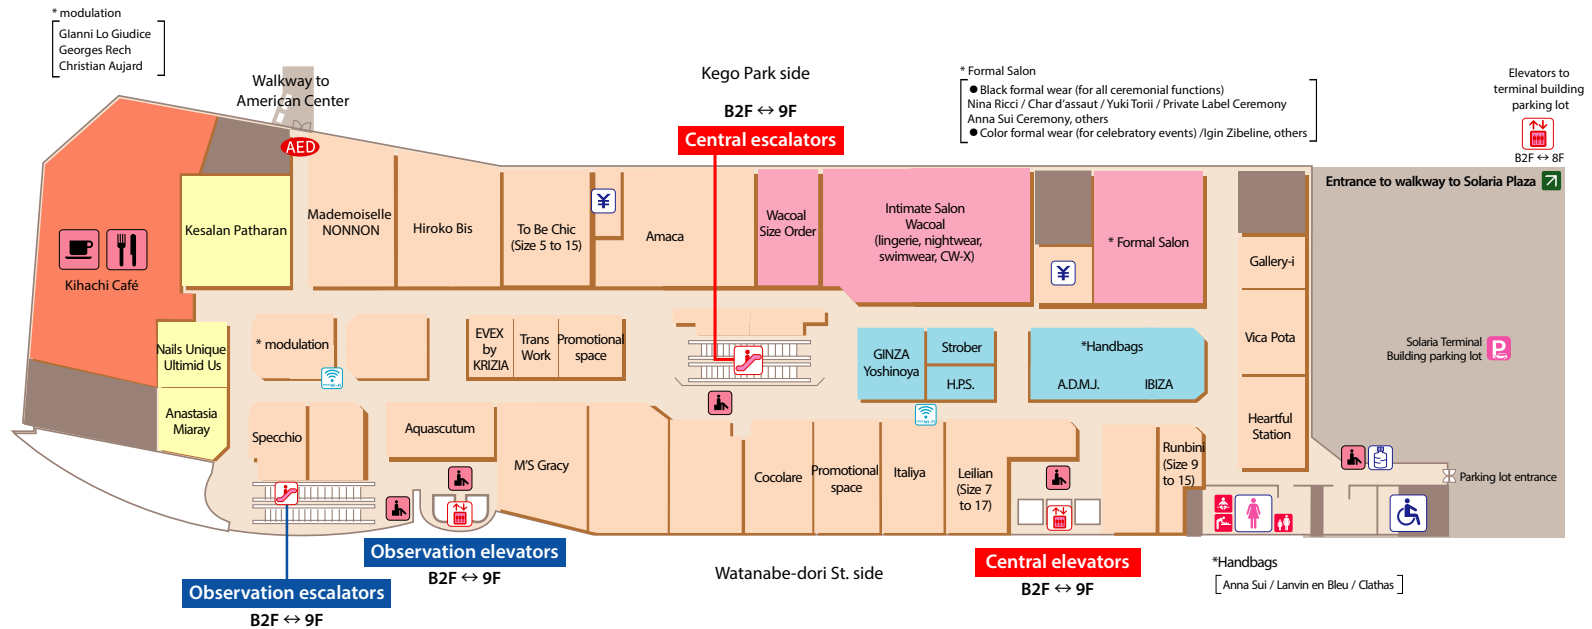 * modulation
GIanni Lo Giudice
Georges Rech
Christian Aujard
Walkway to
American Center
AED
Kego Park side
B2F ↔ 9F
Central escalators
* Formal Salon
● Black formal wear (for all ceremonial functions)
Nina Ricci / Char d'assaut / Yuki Torii / Private Label Ceremony
Anna Sui Ceremony, others
● Color formal wear (for celebratory events) /Igin Zibeline, others
Elevators to
terminal building
parking lot
B2F ↔ 8F
Entrance to walkway to Solaria Plaza
Kihachi Café
Kesalan Patharan
Mademoiselle
NONNON
Hiroko Bis
To Be Chic
(Size 5 to 15)
¥
Amaca
Wacoal
Size Order
Intimate Salon
Wacoal
(lingerie, nightwear,
swimwear, CW-X)
¥
* Formal Salon
Gallery-i
Vica Pota
Heartful
Station
Solaria Terminal
Building parking lot
P
Nails Unique
Ultimid Us
Anastasia
Miaray
* modulation
EVEX
by
KRIZIA
Trans
Work
Promotional
space
GINZA
Yoshinoya
Strober
H.P.S.
*Handbags
A.D.M.J.
IBIZA
Specchio
Aquascutum
M'S Gracy
Cocolare
Promotional
space
Italiya
Leilian
(Size 7
to 17)
Runbini
(Size 9
to 15)
Parking lot entrance
Observation elevators
B2F ↔ 9F
Observation escalators
B2F ↔ 9F
Watanabe-dori St. side
Central elevators
B2F ↔ 9F
*Handbags
Anna Sui / Lanvin en Bleu / Clathas